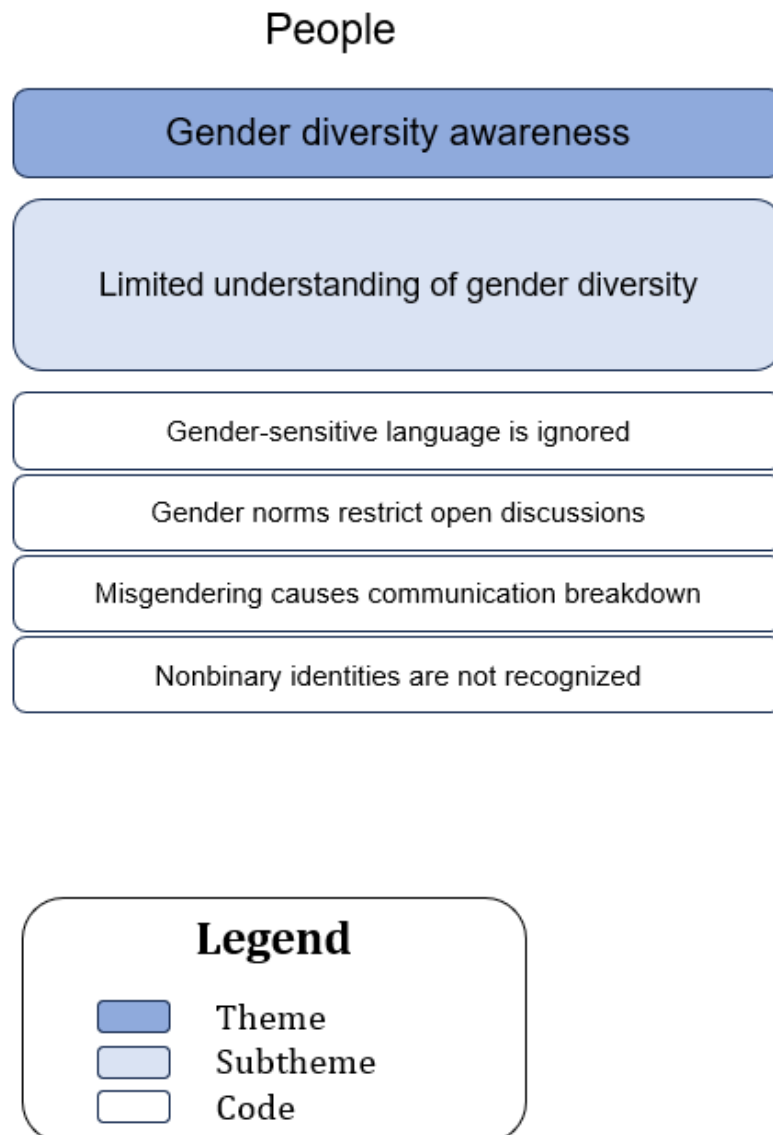 People
Gender diversity awareness
Limited understanding of gender diversity
Gender-sensitive language is ignored
Gender norms restrict open discussions
Misgendering causes communication breakdown
Nonbinary identities are not recognized
Legend
Theme
Subtheme
Code